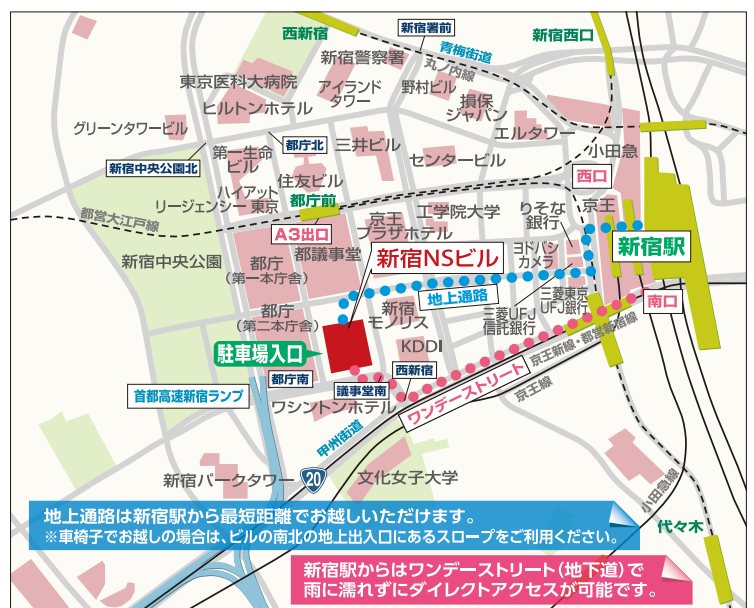 西新宿
新宿署前
青梅街道
新宿西口
新宿警察署
丸ノ内線
東京医科大病院
アイランド
タワー
野村ビル
損保
ジャパン
ヒルトンホテル
エルタワー
グリーンタワービル
都庁北
三井ビル
小田急
新宿中央公園北
第一生命
ビル
センタービル
住友ビル
西口
ハイアット
リージェンシー 東京
都庁前
京王
都営大江戸線
A3出口
京王
プラザホテル
工学院大学
りそな
銀行
新宿駅
都議事堂
新宿中央公園
都庁
(第一本庁舎)
新宿NSビル
ヨドバシ
カメラ
地上通路
三菱東京
UFJ銀行
南口
都庁
(第二本庁舎)
新宿
モノリス
三菱UFJ
信託銀行
駐車場入口
KDDI
京王新線・都営新宿線
都庁南
議事堂南
西新宿
ワンデーストリート
京王線
首都高速新宿ランプ
ワシントンホテル
甲州街道
新宿パークタワー
20
文化女子大学
小田急線
代々木
地上通路は新宿駅から最短距離でお越しいただけます。
※車椅子でお越しの場合は、ビルの南北の地上出入口にあるスロープをご利用ください。
新宿駅からはワンデーストリート(地下道)で
雨に濡れずにダイレクトアクセスが可能です。